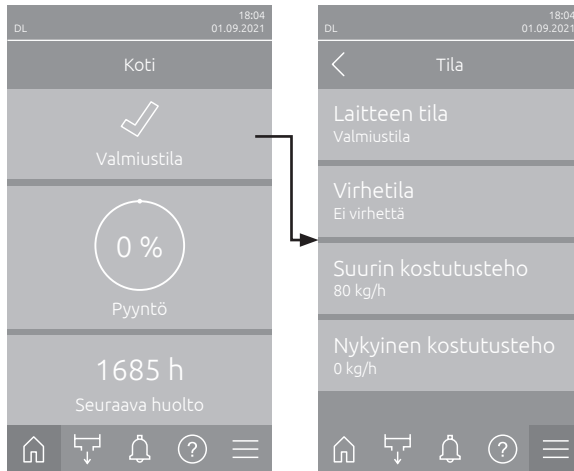 18:04
DL 01.09.2021
Koti
Valmiustila
0 %
Pyyntö
1685 h
Seuraava huolto
?
18:04
DL 01.09.2021
Tila
Laitteen tila
Valmiustila
Virhetila
Ei virhettä
Suurin kostutusteho
80 kg/h
Nykyinen kostutusteho
0 kg/h
?